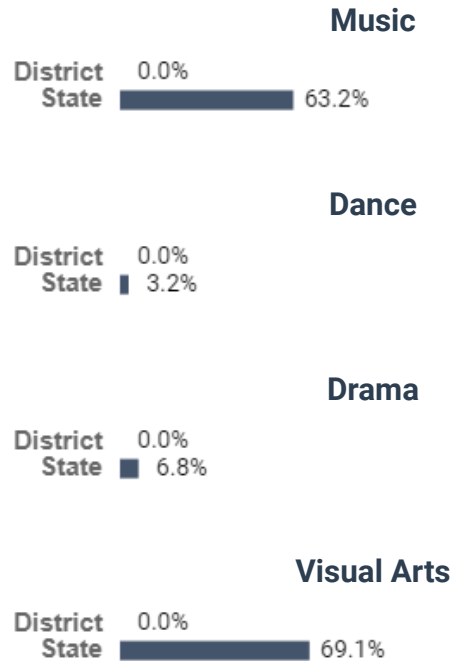 Music
District 0.0%
State 63.2%
Dance
District 0.0%
State 3.2%
Drama
District 0.0%
State 6.8%
Visual Arts
District 0.0%
State 69.1%